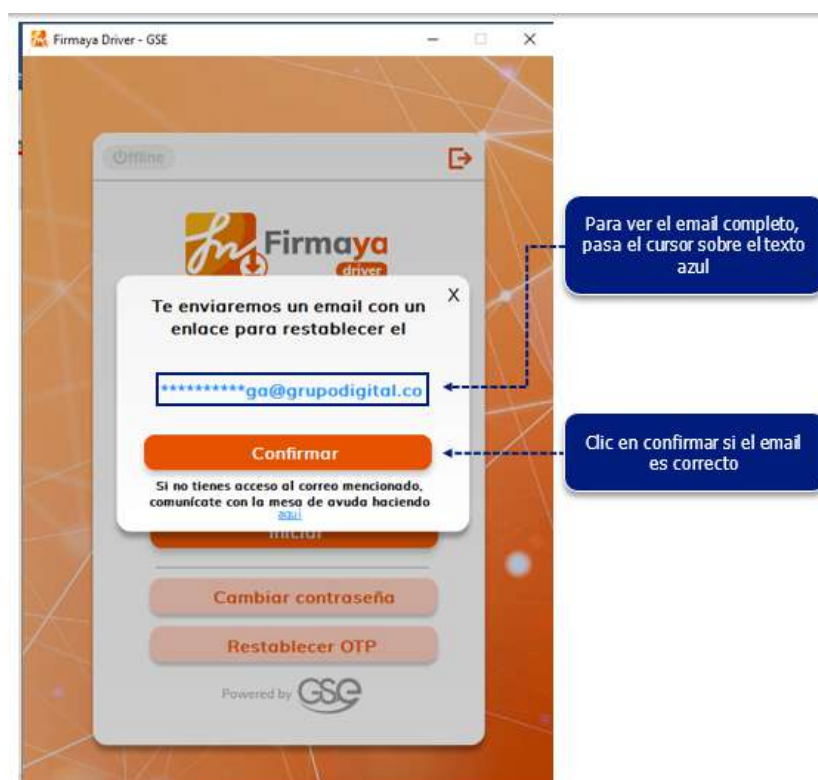 Firmaya Driver - GSE
Offline
Firmaya
driver
Te enviaremos un email con un
enlace para restablecer el
X
**********ga@grupodigital.co
Confirmar
Si no tienes acceso al correo mencionado,
comunícate con la mesa de ayuda haciendo
aquí
Iniciar
Cambiar contraseña
Restablecer OTP
Powered by GSE
Para ver el email completo,
pasa el cursor sobre el texto
azul
Clic en confirmar si el email
es correcto